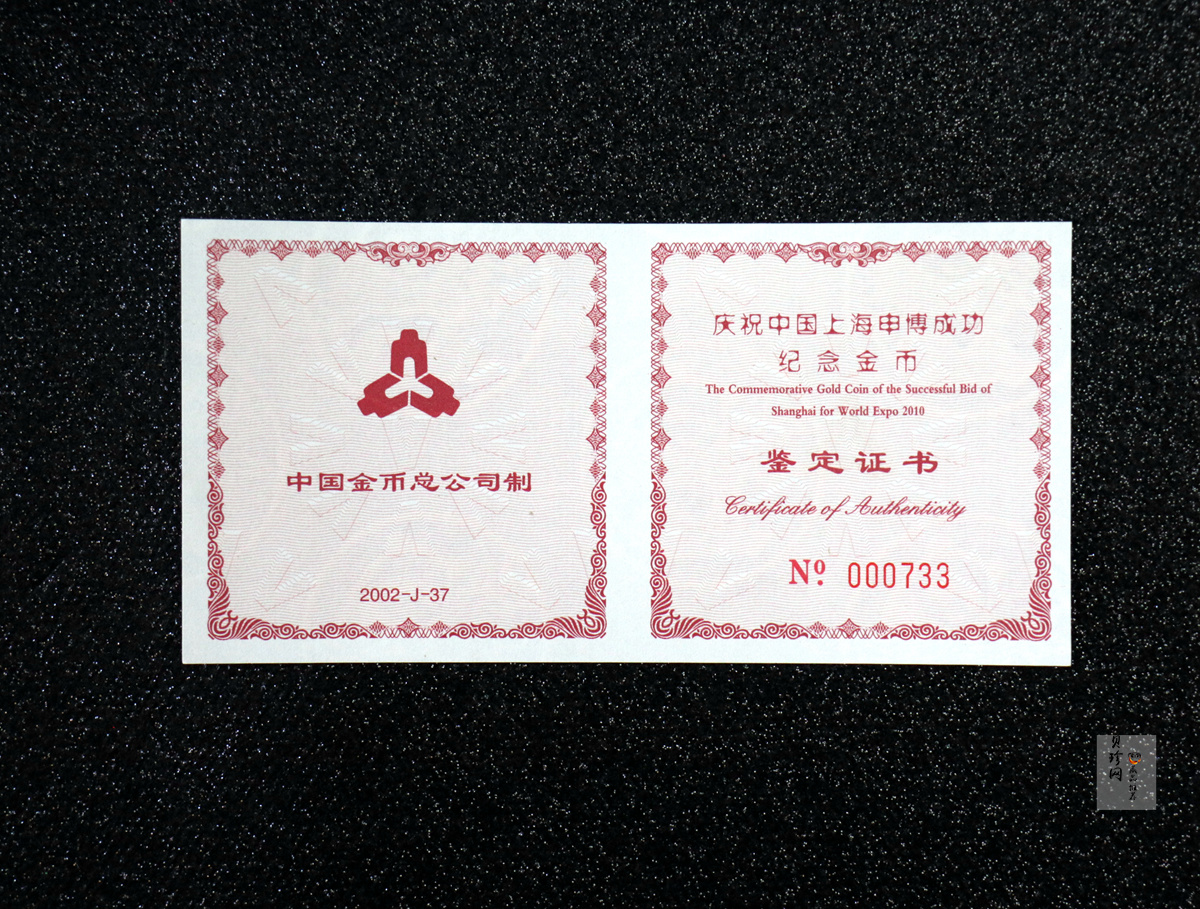 中国金币总公司制
2002-J-37
庆祝中国上海申博成功
纪念金币
The Commemorative Gold Coin of the Successful Bid of
Shanghai for World Expo 2010
鉴定证书
Certificate of Authenticity
Nº 000733